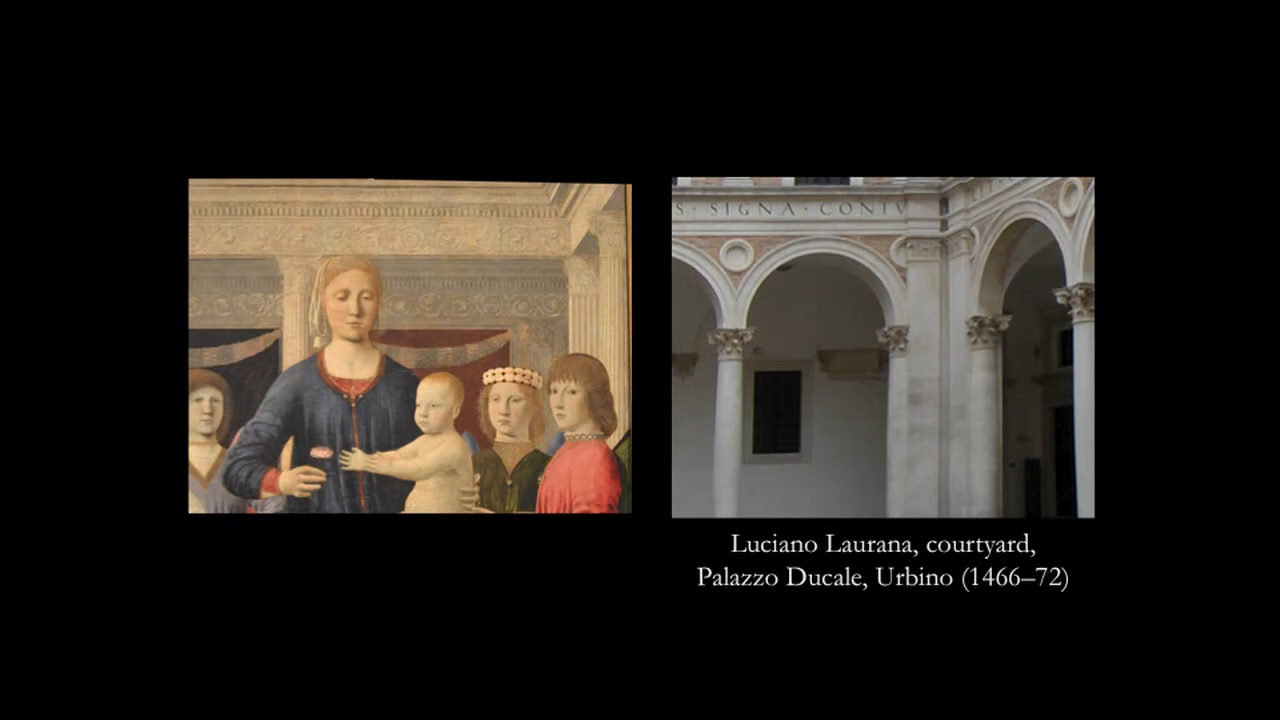 S · SIGNA · CONIV
Luciano Laurana, courtyard,
Palazzo Ducale, Urbino (1466–72)